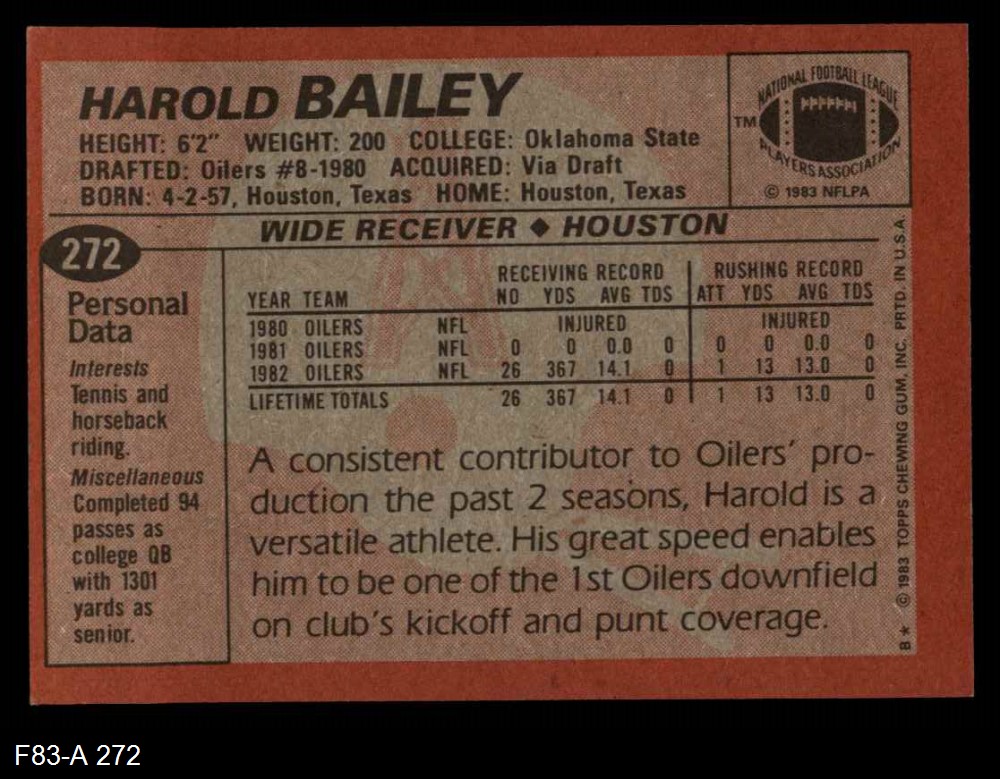 HAROLD BAILEY
HEIGHT: 6'2" WEIGHT: 200 COLLEGE: Oklahoma State
DRAFTED: Oilers #8-1980 ACQUIRED: Via Draft
BORN: 4-2-57, Houston, Texas HOME: Houston, Texas
NATIONAL FOOTBALL LEAGUE
TM
PLAYERS ASSOCIATION
© 1983 NFLPA
WIDE RECEIVER ◆ HOUSTON
272
Personal
Data
Interests
Tennis and
horseback
riding.
Miscellaneous
Completed 94
passes as
college QB
with 1301
yards as
senior.
RECEIVING RECORD RUSHING RECORD
YEAR TEAM NO YDS AVG TDS ATT YDS AVG TDS
1980 OILERS NFL INJURED INJURED
1981 OILERS NFL 0 0 0.0 0 0 0 0.0 0
1982 OILERS NFL 26 367 14.1 0 1 13 13.0 0
LIFETIME TOTALS 26 367 14.1 0 1 13 13.0 0
A consistent contributor to Oilers' pro-
duction the past 2 seasons, Harold is a
versatile athlete. His great speed enables
him to be one of the 1st Oilers downfield
on club's kickoff and punt coverage.
B* © 1983 TOPPS CHEWING GUM, INC. PRTD. IN U.S.A.
F83-A 272